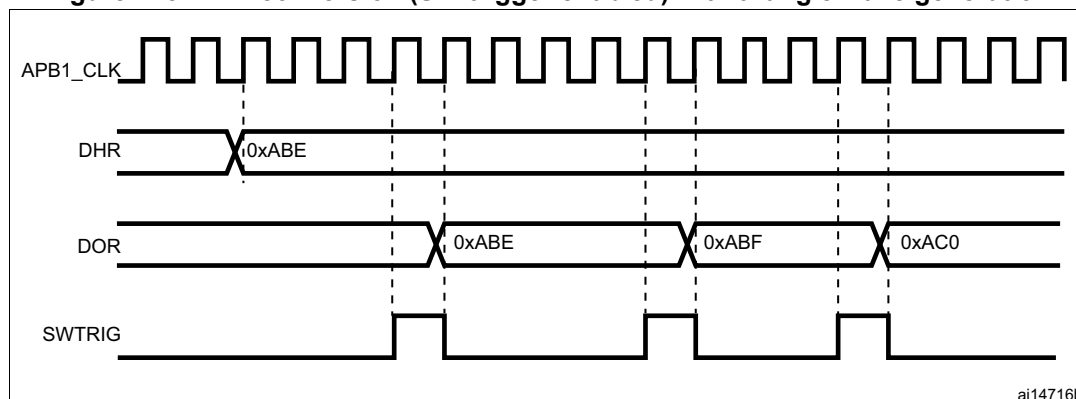 APB1_CLK
DHR
0xABE
DOR
0xABE
0xABF
0xAC0
SWTRIG